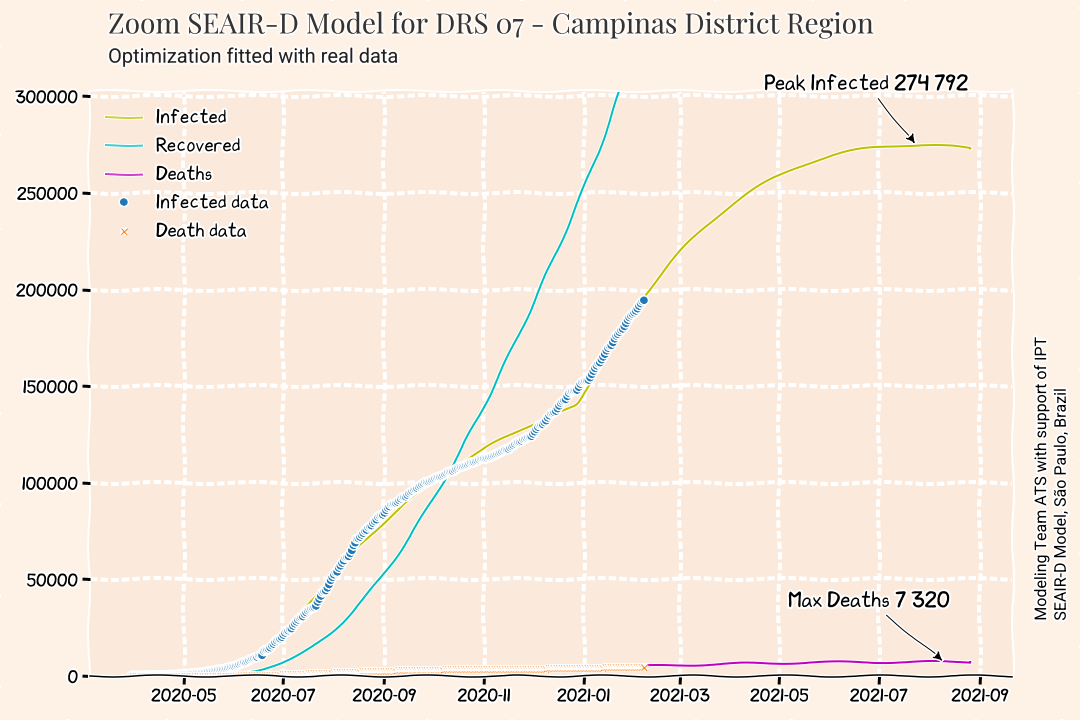 Zoom SEAIR-D Model for DRS 07 - Campinas District Region
Optimization fitted with real data
Peak Infected 274 792
300000
250000
200000
150000
100000
50000
0
Infected
Recovered
Deaths
Infected data
Death data
Max Deaths 7 320
2020-05
2020-07
2020-09
2020-11
2021-01
2021-03
2021-05
2021-07
2021-09
Modeling Team ATS with support of IPT
SEAIR-D Model, São Paulo, Brazil